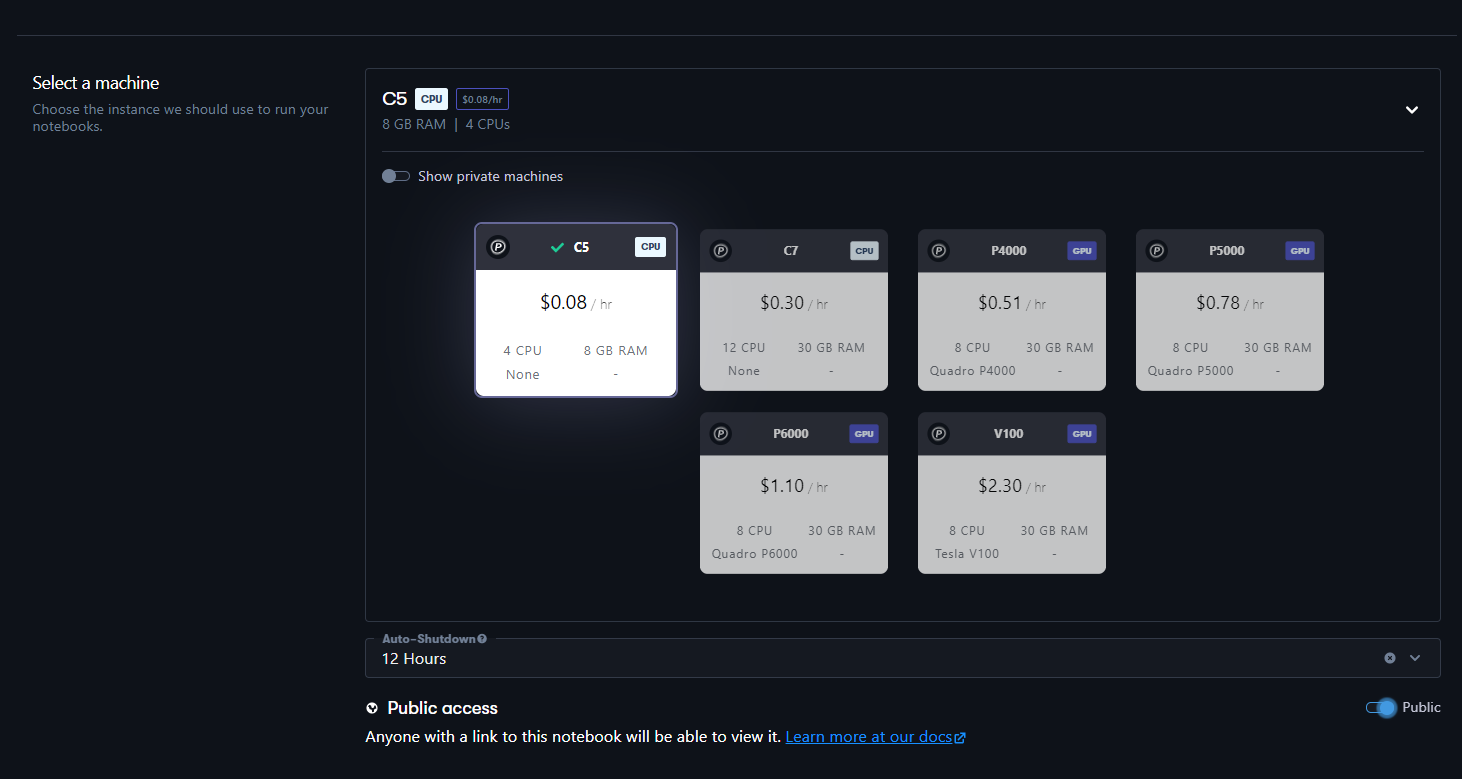 Select a machine
Choose the instance we should use to run your
notebooks.
C5 CPU $0.08/hr
8 GB RAM | 4 CPUs
Show private machines
C5 CPU
$0.08 / hr
4 CPU 8 GB RAM
None -
C7 CPU
$0.30 / hr
12 CPU 30 GB RAM
None -
P4000 GPU
$0.51 / hr
8 CPU 30 GB RAM
Quadro P4000 -
P5000 GPU
$0.78 / hr
8 CPU 30 GB RAM
Quadro P5000 -
P6000 GPU
$1.10 / hr
8 CPU 30 GB RAM
Quadro P6000 -
V100 GPU
$2.30 / hr
8 CPU 30 GB RAM
Tesla V100 -
Auto-Shutdown
12 Hours
Public access
Public
Anyone with a link to this notebook will be able to view it. Learn more at our docs